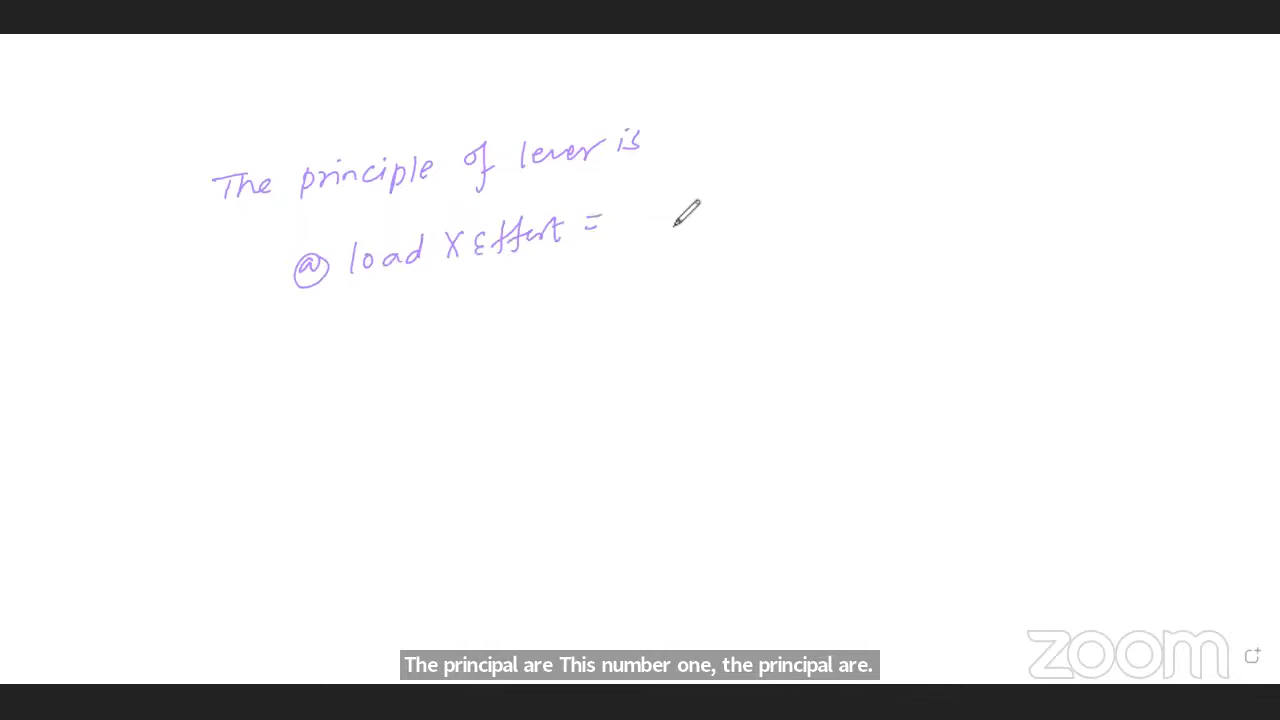 The principle of lever is
ⓐ load X Effort =
The principal are This number one, the principal are.
zoom